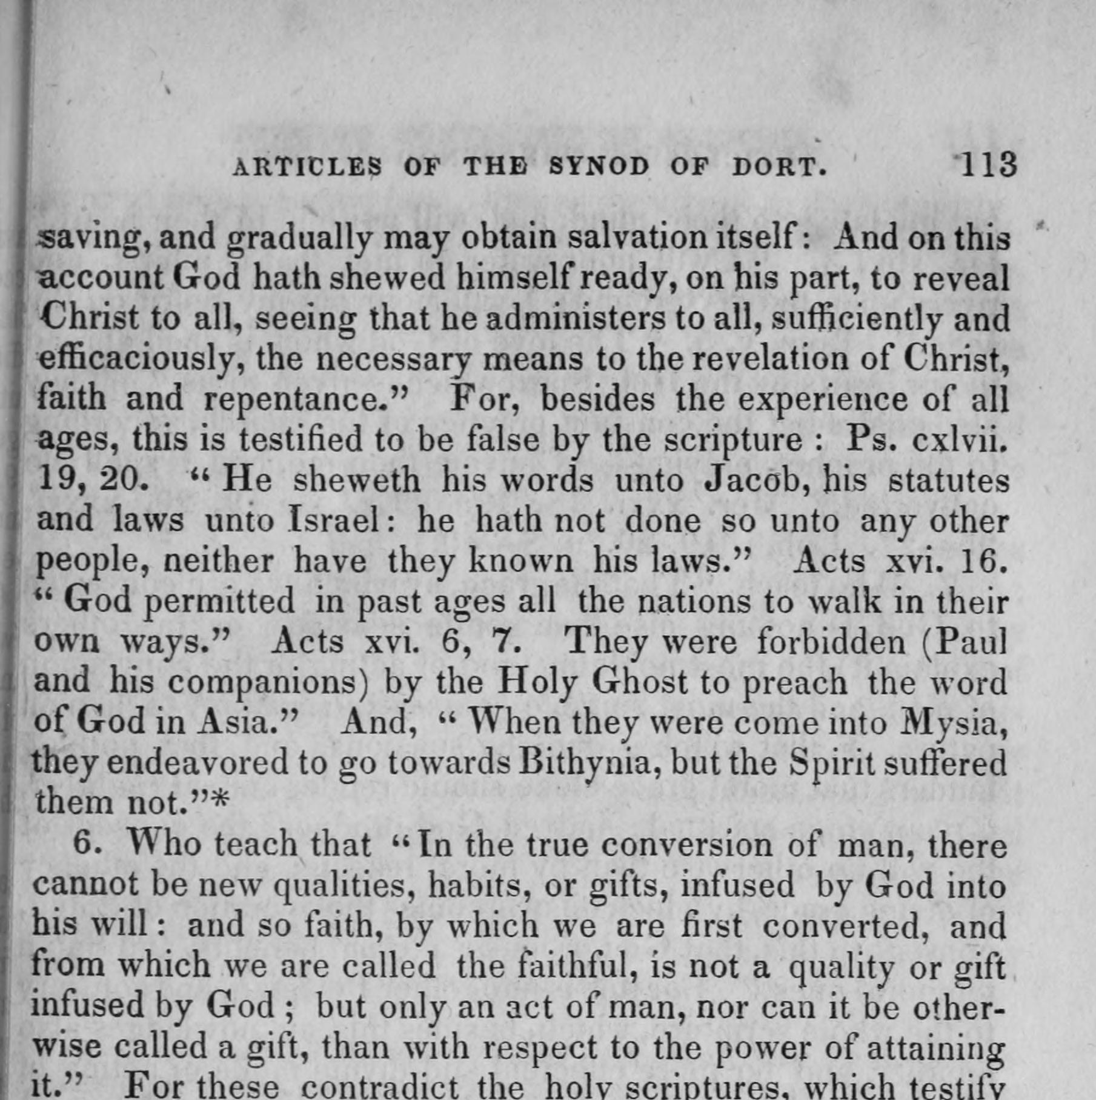 ARTICLES OF THE SYNOD OF DORT. 113
saving, and gradually may obtain salvation itself: And on this
account God hath shewed himself ready, on his part, to reveal
Christ to all, seeing that he administers to all, sufficiently and
efficaciously, the necessary means to the revelation of Christ,
faith and repentance.” For, besides the experience of all
ages, this is testified to be false by the scripture : Ps. cxlvii.
19, 20. “ He sheweth his words unto Jacob, his statutes
and laws unto Israel: he hath not done so unto any other
people, neither have they known his laws.” Acts xvi. 16.
“ God permitted in past ages all the nations to walk in their
own ways.” Acts xvi. 6, 7. They were forbidden (Paul
and his companions) by the Holy Ghost to preach the word
of God in Asia.” And, “ When they were come into Mysia,
they endeavored to go towards Bithynia, but the Spirit suffered
them not.”*
6. Who teach that “In the true conversion of man, there
cannot be new qualities, habits, or gifts, infused by God into
his will : and so faith, by which we are first converted, and
from which we are called the faithful, is not a quality or gift
infused by God ; but only an act of man, nor can it be other-
wise called a gift, than with respect to the power of attaining
it.” For these contradict the holy scriptures, which testify